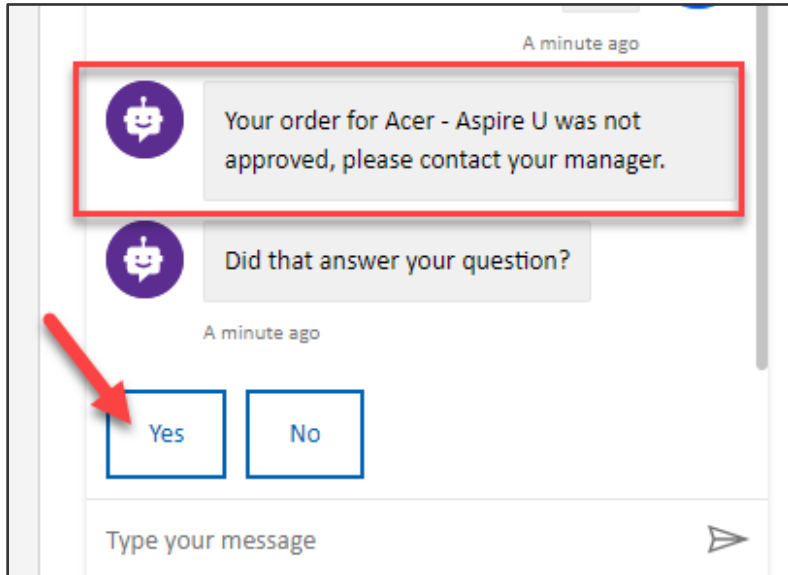 A minute ago
Your order for Acer - Aspire U was not
approved, please contact your manager.
Did that answer your question?
A minute ago
Yes
No
Type your message